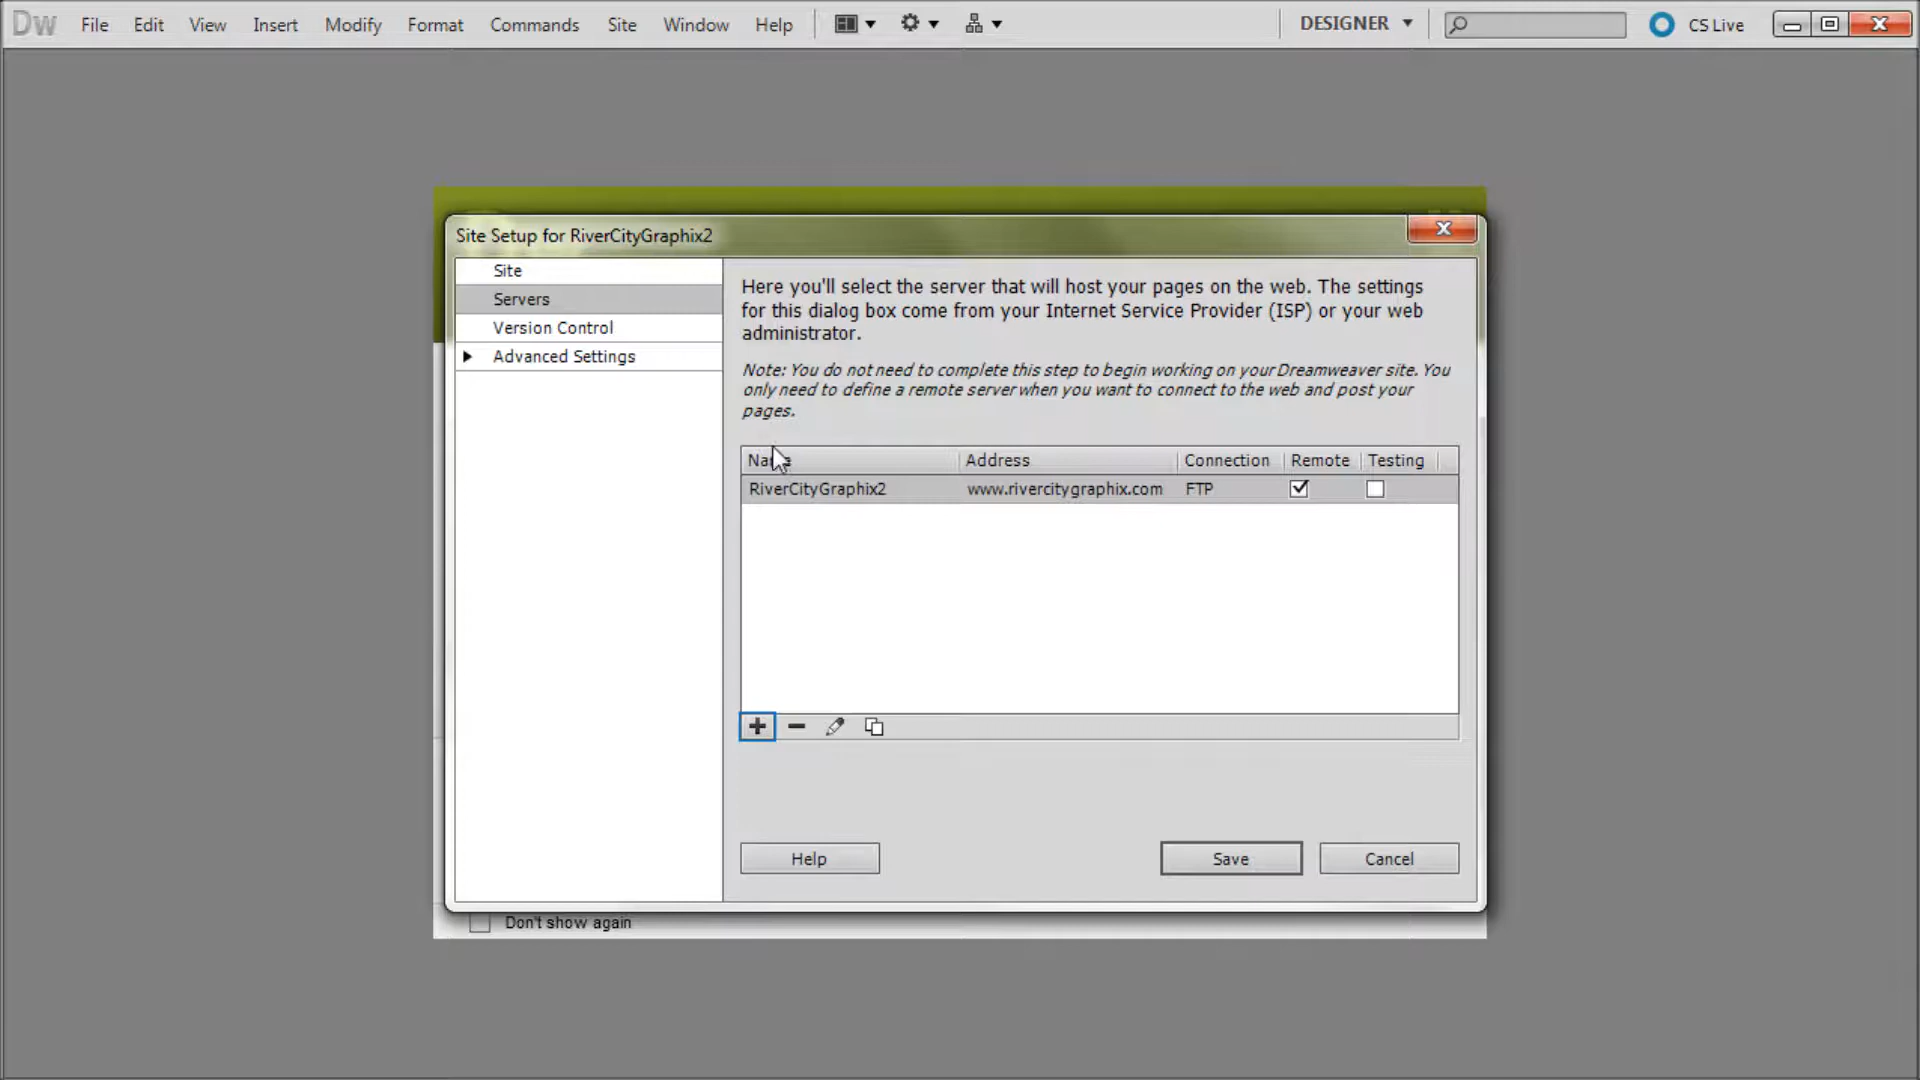 Dw File Edit View Insert Modify Format Commands Site Window Help DESIGNER CS Live
Site Setup for RiverCityGraphix2
Site
Servers
Version Control
Advanced Settings
Here you'll select the server that will host your pages on the web. The settings
for this dialog box come from your Internet Service Provider (ISP) or your web
administrator.
Note: You do not need to complete this step to begin working on your Dreamweaver site. You
only need to define a remote server when you want to connect to the web and post your
pages.
Name Address Connection Remote Testing
RiverCityGraphix2 www.rivercitygraphix.com FTP
Help Save Cancel
Don't show again